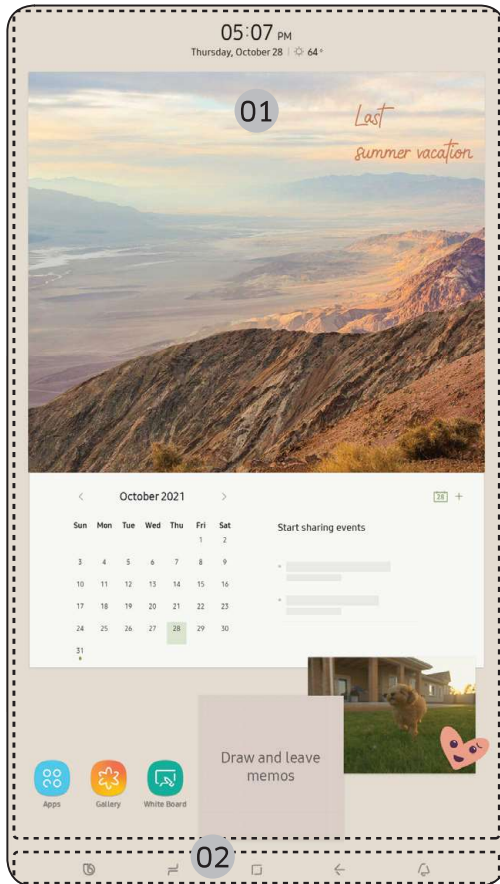 05:07 PM
Thursday, October 28 64°
01
Last
summer vacation
October 2021
28 +
Sun Mon Tue Wed Thu Fri Sat
1 2
3 4 5 6 7 8 9
10 11 12 13 14 15 16
17 18 19 20 21 22 23
24 25 26 27 28 29 30
31
Start sharing events
Draw and leave
memos
Apps
Gallery
White Board
02